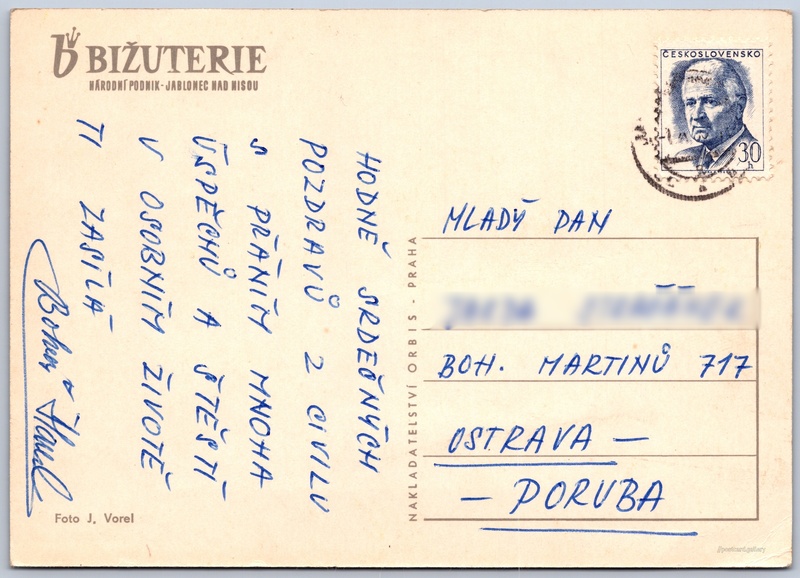 BIŽUTERIE
NÁRODNÍ PODNIK - JABLONEC NAD NISOU
HODNĚ SRDEČNÝCH
POZDRAVŮ Z CIVILU
S PŘÁNÍM MNOHA
ÚSPĚCHŮ A ŠTĚSTÍ
V OSOBNÍM ŽIVOTĚ
TI ZASÍLÁ
Foto J. Vorel
NAKLADATELSTVÍ ORBIS - PRAHA
ČESKOSLOVENSKO
30
MLADÝ PAN
BOH. MARTINŮ 717
OSTRAVA —
— PORUBA